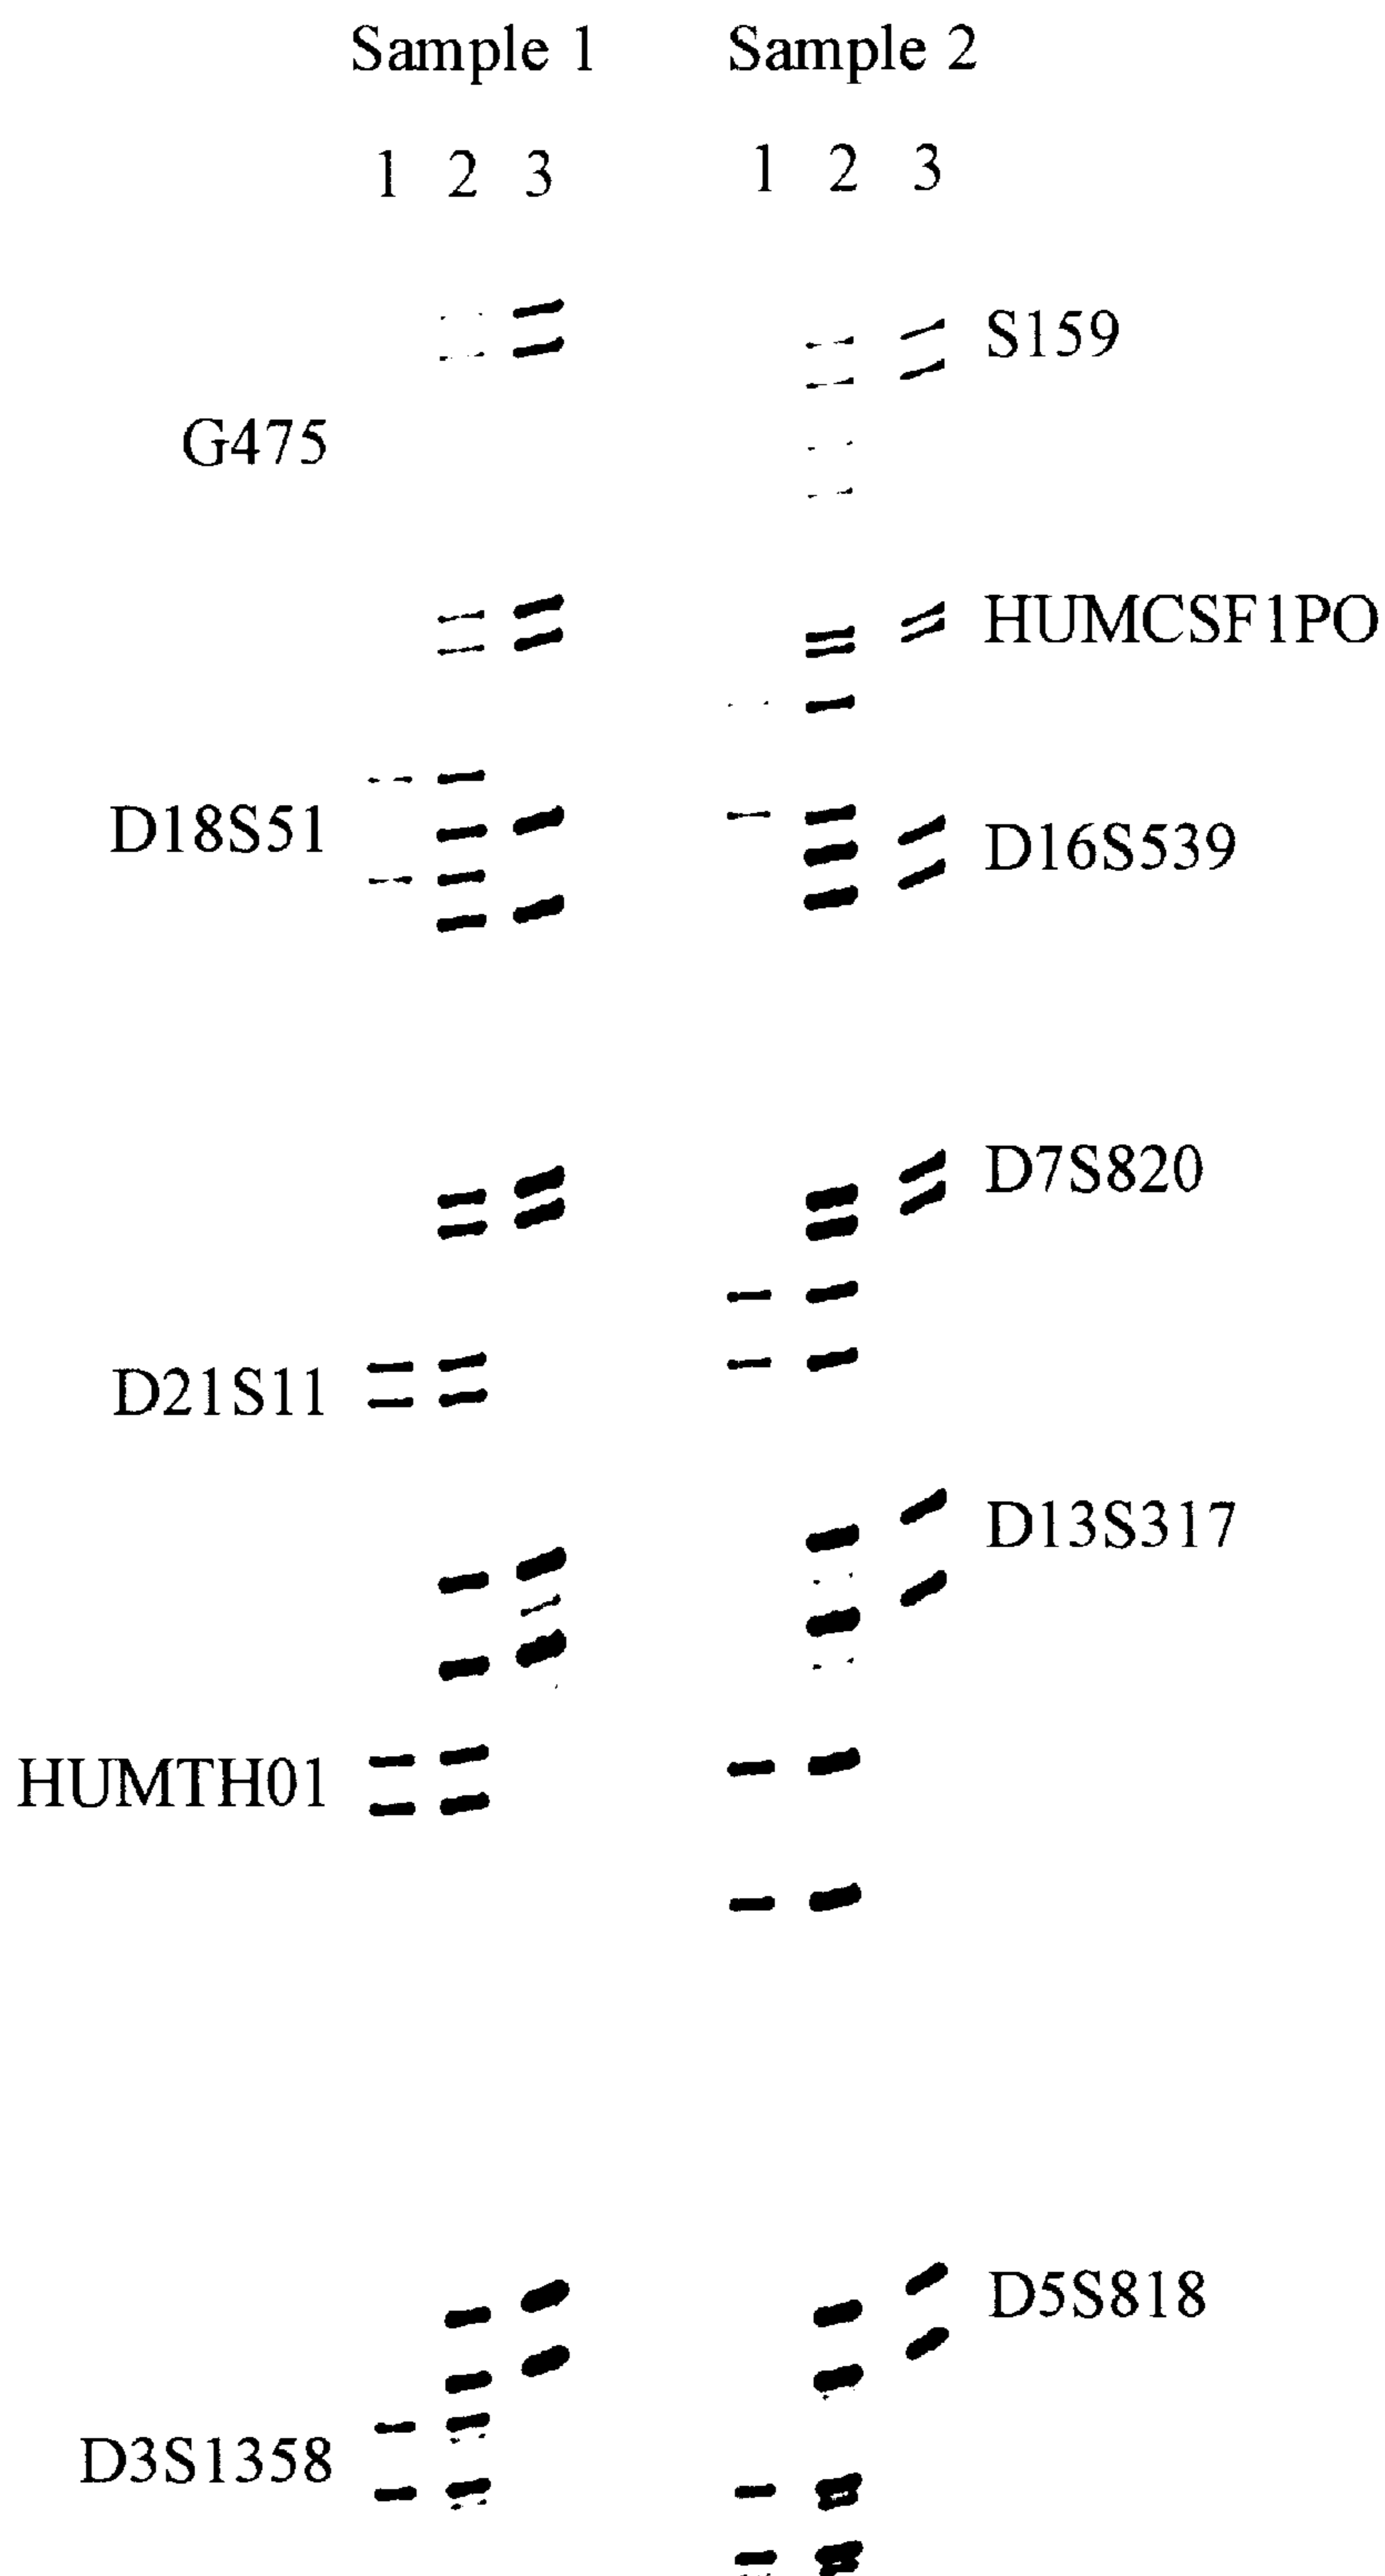 Sample 1 Sample 2
1 2 3 1 2 3
S159
G475
HUMCSF1PO
D18S51 D16S539
D7S820
D21S11
D13S317
HUMTH01
D5S818
D3S1358